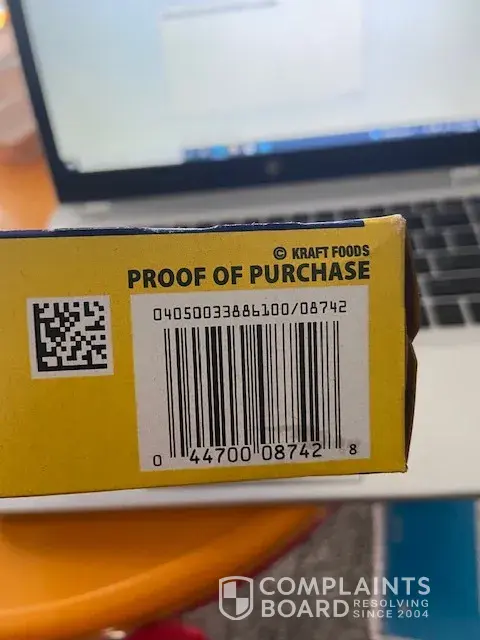 © KRAFT FOODS
PROOF OF PURCHASE
04050033886100/08742
0 44700 08742 8
COMPLAINTS
BOARD RESOLVING
SINCE 2004